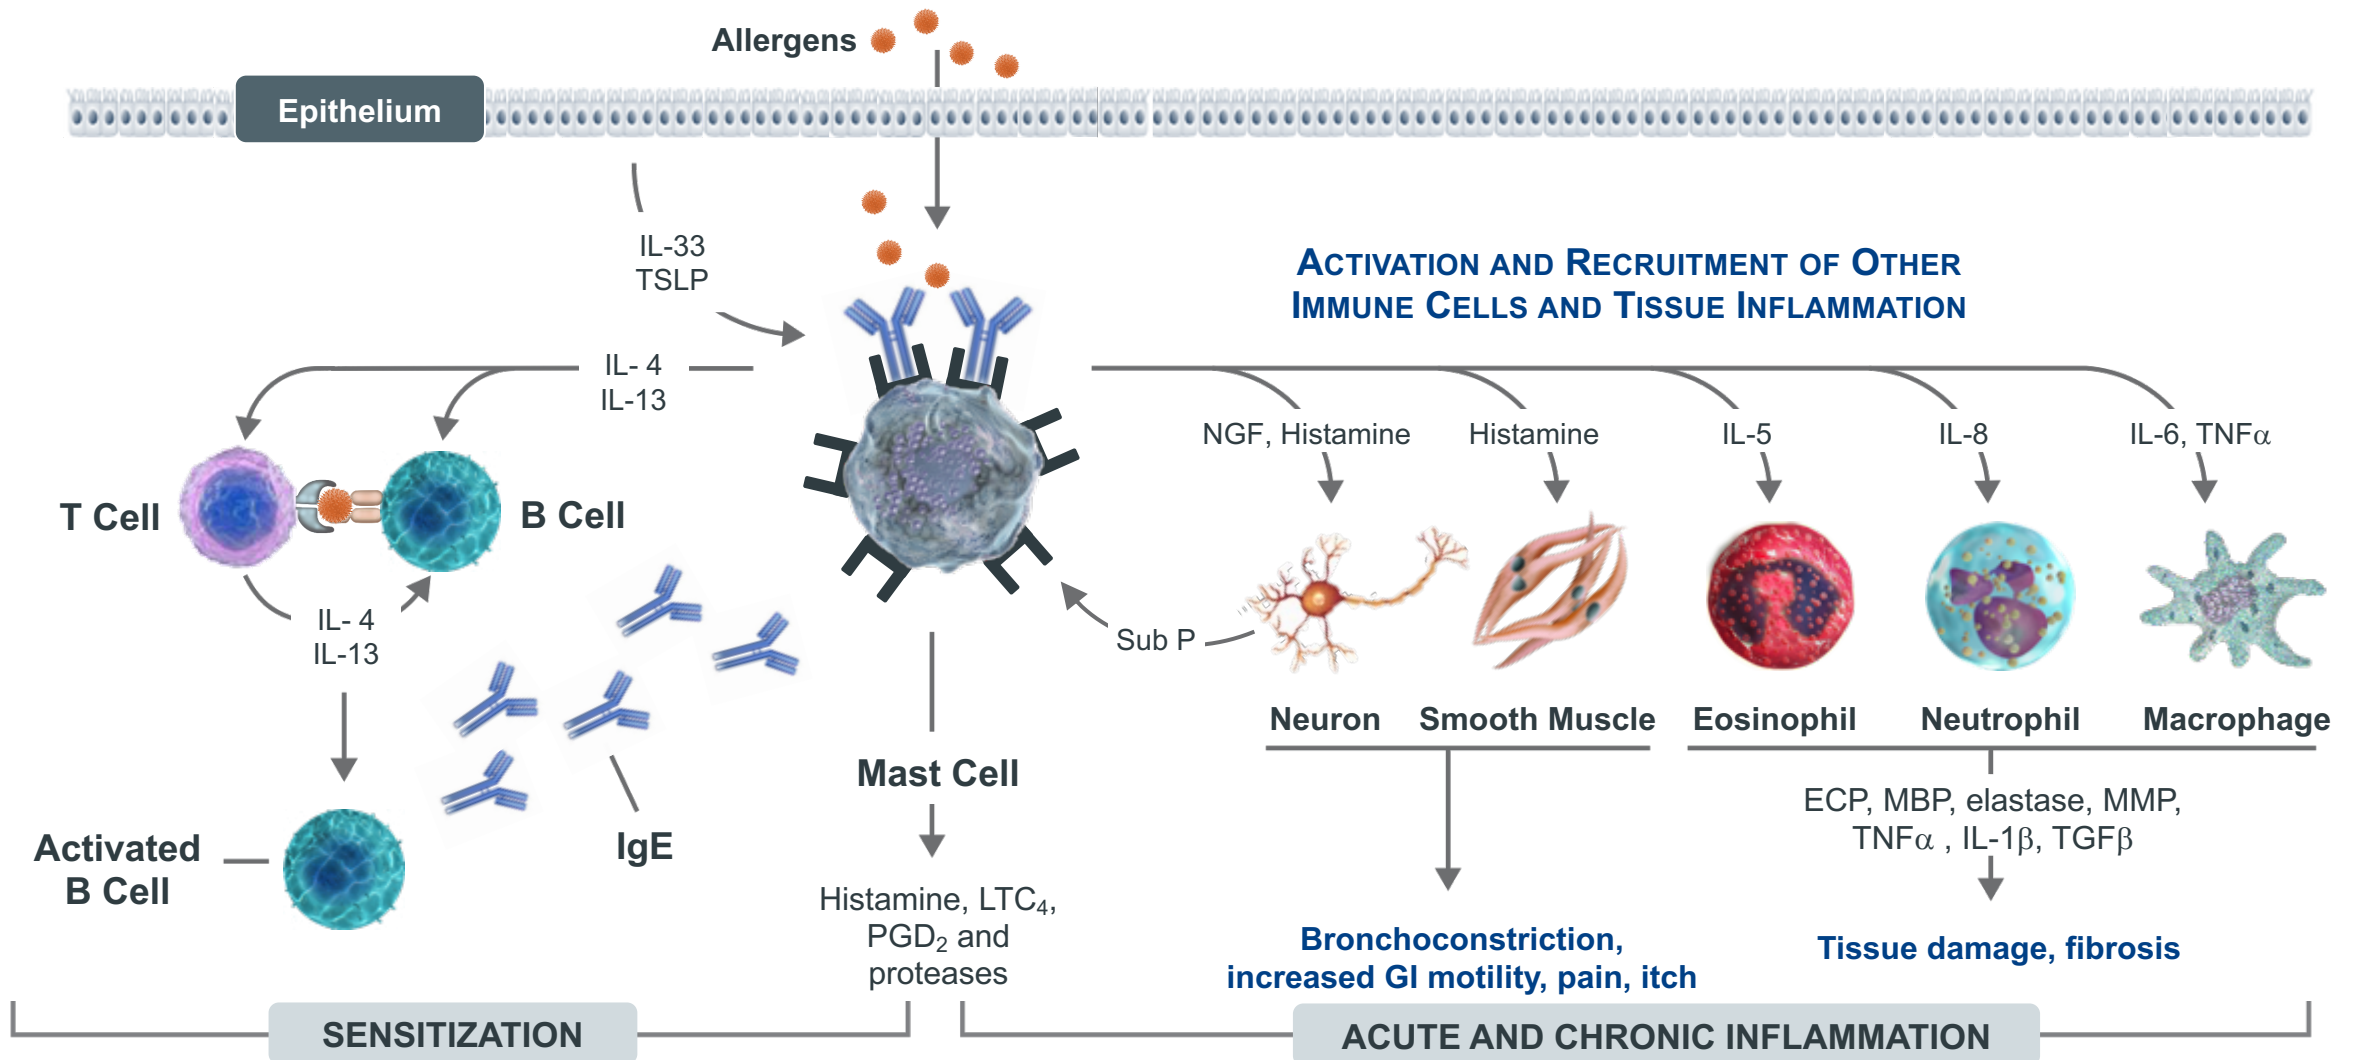 Allergens
Epithelium
IL-33
TSLP
ACTIVATION AND RECRUITMENT OF OTHER
IMMUNE CELLS AND TISSUE INFLAMMATION
IL- 4
IL-13
NGF, Histamine
Histamine
IL-5
IL-8
IL-6, TNFα
T Cell
B Cell
IL- 4
IL-13
Sub P
Neuron
Smooth Muscle
Eosinophil
Neutrophil
Macrophage
Mast Cell
ECP, MBP, elastase, MMP,
TNFα , IL-1β, TGFβ
IgE
Activated
B Cell
Histamine, LTC₄,
PGD₂ and
proteases
Bronchoconstriction,
increased GI motility, pain, itch
Tissue damage, fibrosis
SENSITIZATION
ACUTE AND CHRONIC INFLAMMATION